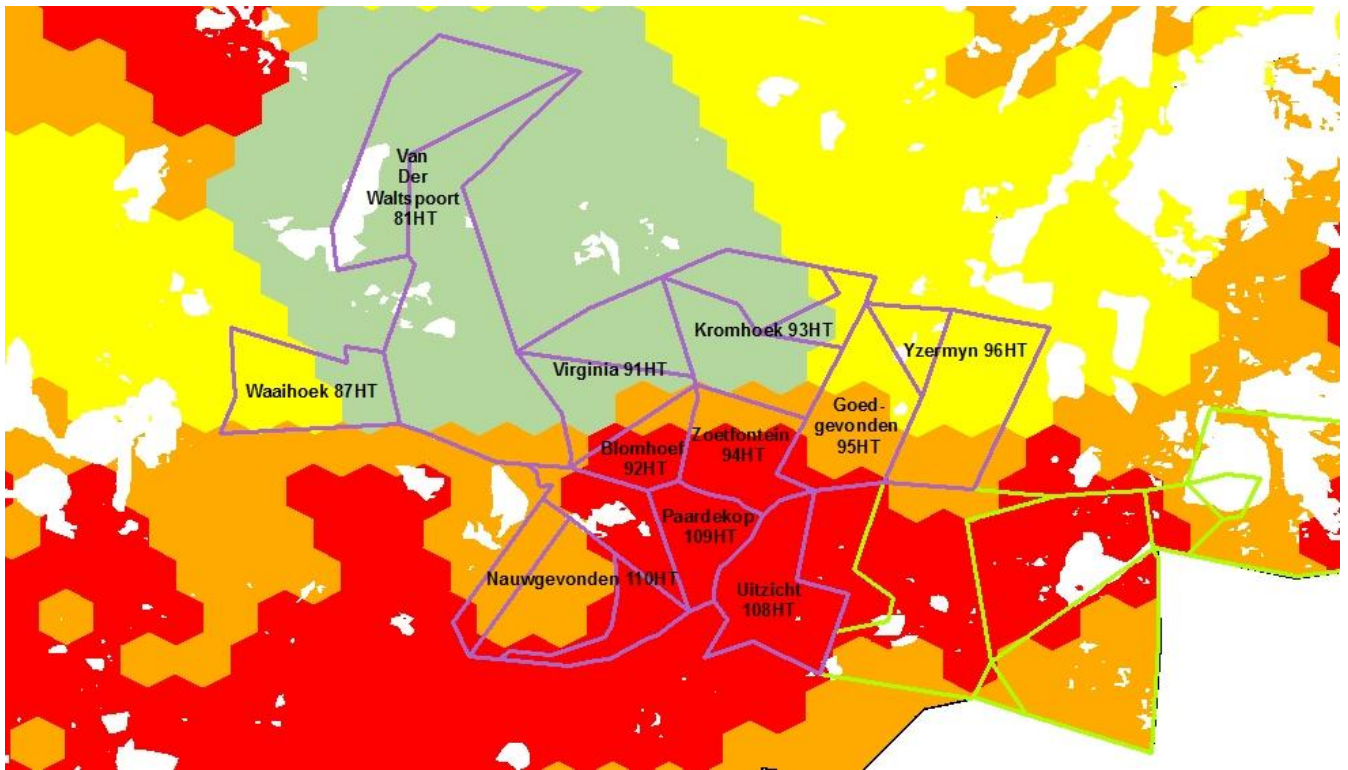 Van
Der
Waltspoort
81HT
Kromhoek 93HT
Yzermyn 96HT
Virginia 91HT
Waaihoek 87HT
Goed-
gevonden
95HT
Zoetfontein
94HT
Blomhoef
92HT
Paardekop
109HT
Nauwgevonden 110HT
Uitzicht
108HT